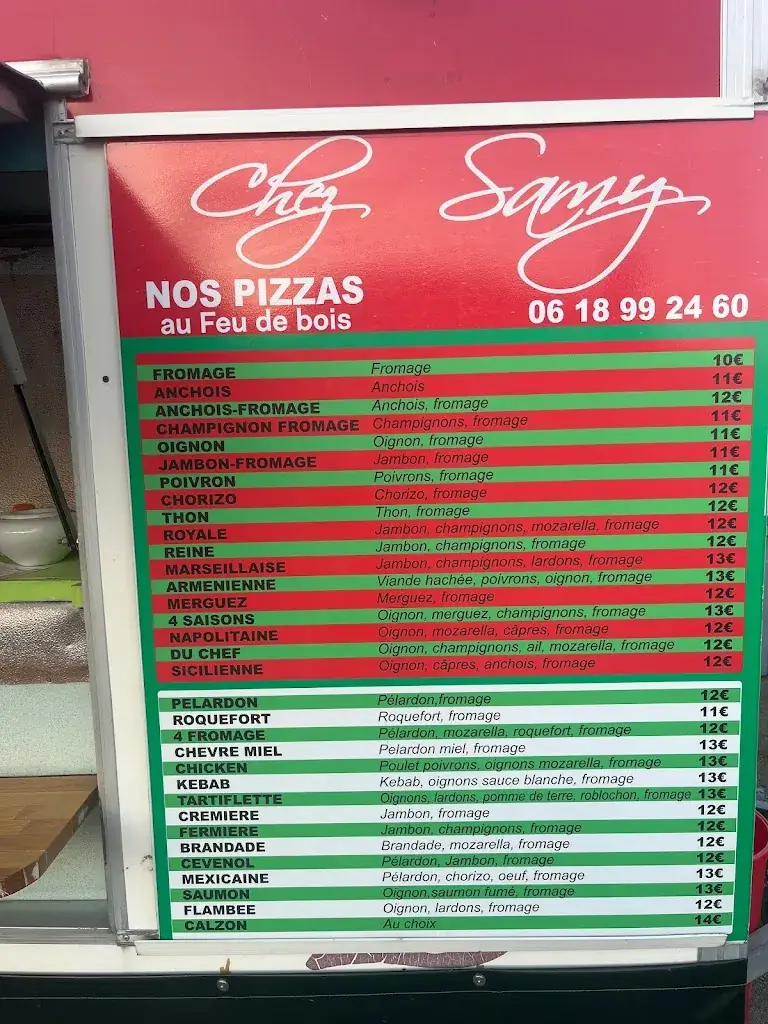 Chez Samy
NOS PIZZAS
au Feu de bois
06 18 99 24 60
FROMAGE Fromage 10€
ANCHOIS Anchois 11€
ANCHOIS-FROMAGE Anchois, fromage 12€
CHAMPIGNON FROMAGE Champignons, fromage 11€
OIGNON Oignon, fromage 11€
JAMBON-FROMAGE Jambon, fromage 11€
POIVRON Poivrons, fromage 11€
CHORIZO Chorizo, fromage 12€
THON Thon, fromage 12€
ROYALE Jambon, champignons, mozarella, fromage 12€
REINE Jambon, champignons, fromage 12€
MARSEILLAISE Jambon, champignons, lardons, fromage 13€
ARMENIENNE Viande hachée, poivrons, oignon, fromage 13€
MERGUEZ Merguez, fromage 12€
4 SAISONS Oignon, merguez, champignons, fromage 13€
NAPOLITAINE Oignon, mozarella, câpres, fromage 12€
DU CHEF Oignon, champignons, ail, mozarella, fromage 12€
SICILIENNE Oignon, câpres, anchois, fromage 12€
PELARDON Pélardon,fromage 12€
ROQUEFORT Roquefort, fromage 11€
4 FROMAGE Pélardon, mozarella, roquefort, fromage 12€
CHEVRE MIEL Pelardon miel, fromage 13€
CHICKEN Poulet poivrons, oignons mozarella, fromage 13€
KEBAB Kebab, oignons sauce blanche, fromage 13€
TARTIFLETTE Oignons, lardons, pomme de terre, roblochon, fromage 13€
CREMIERE Jambon, fromage 12€
FERMIERE Jambon, champignons, fromage 12€
BRANDADE Brandade, mozarella, fromage 12€
CEVENOL Pélardon, Jambon, fromage 12€
MEXICAINE Pélardon, chorizo, oeuf, fromage 13€
SAUMON Oignon,saumon fumé, fromage 13€
FLAMBEE Oignon, lardons, fromage 12€
CALZON Au choix 14€